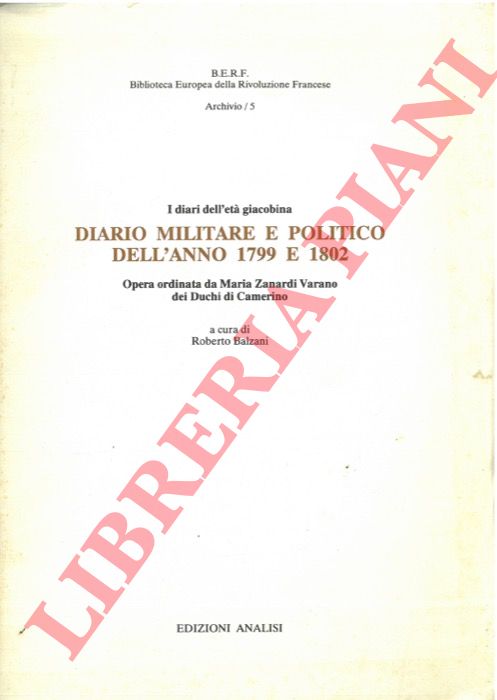 B.E.R.F.
Biblioteca Europea della Rivoluzione Francese
Archivio / 5
I diari dell'età giacobina
DIARIO MILITARE E POLITICO
DELL'ANNO 1799 E 1802
Opera ordinata da Maria Zanardi Varano
dei Duchi di Camerino
a cura di
Roberto Balzani
EDIZIONI ANALISI
LIBRERIA PIANI